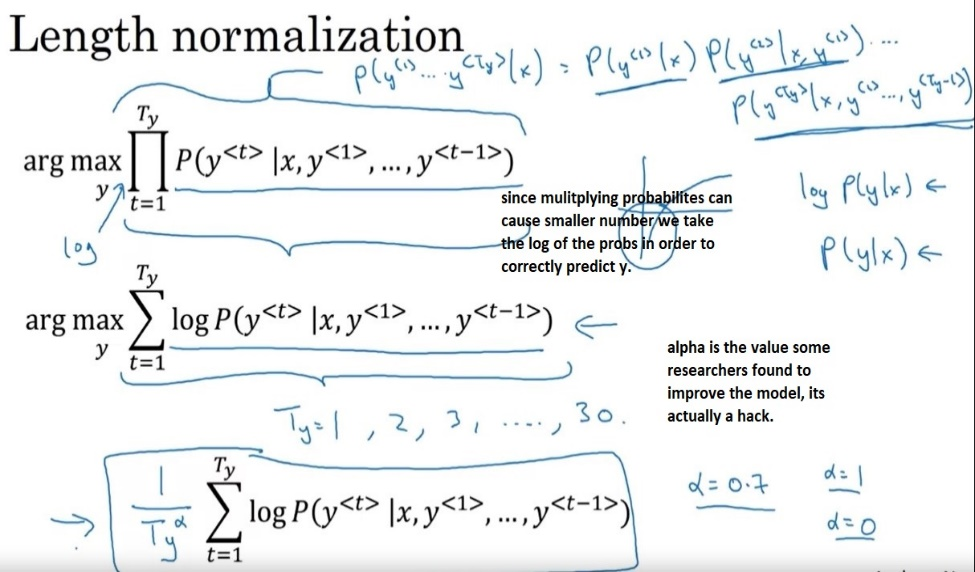 Length normalization
P(y<1> ... y<Ty>|x) = P(y<1>|x) P(y<2>|x, y<1>) ....
P(y<Ty>|x, y<1>..., y<Ty-1>)
arg max y ∏ t=1 Ty P(y<t> |x, y<1>, ..., y<t−1>)
log
log P(y|x) ←
P(y|x) ←
since mulitplying probabilites can
cause smaller number we take
the log of the probs in order to
correctly predict y.
arg max y ∑ t=1 Ty log P(y<t> |x, y<1>, ..., y<t−1>) ←
alpha is the value some
researchers found to
improve the model, its
actually a hack.
Ty=1, 2, 3, ...., 30.
→ 1/Ty^α ∑ t=1 Ty log P(y<t> |x, y<1>, ..., y<t−1>)
α=0.7
α=1
α=0